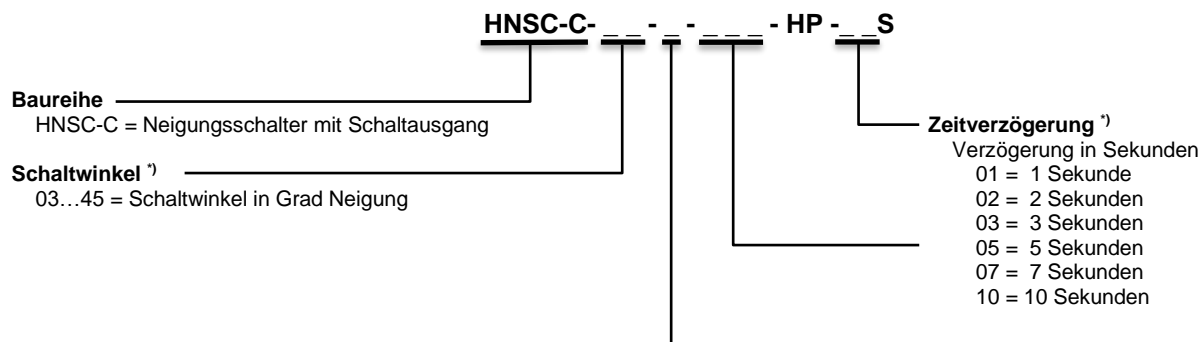 HNSC-C- _ _ - _ - _ _ _ - HP - _ _S
Baureihe
HNSC-C = Neigungsschalter mit Schaltausgang
Schaltwinkel *)
03…45 = Schaltwinkel in Grad Neigung
Zeitverzögerung *)
Verzögerung in Sekunden
01 = 1 Sekunde
02 = 2 Sekunden
03 = 3 Sekunden
05 = 5 Sekunden
07 = 7 Sekunden
10 = 10 Sekunden